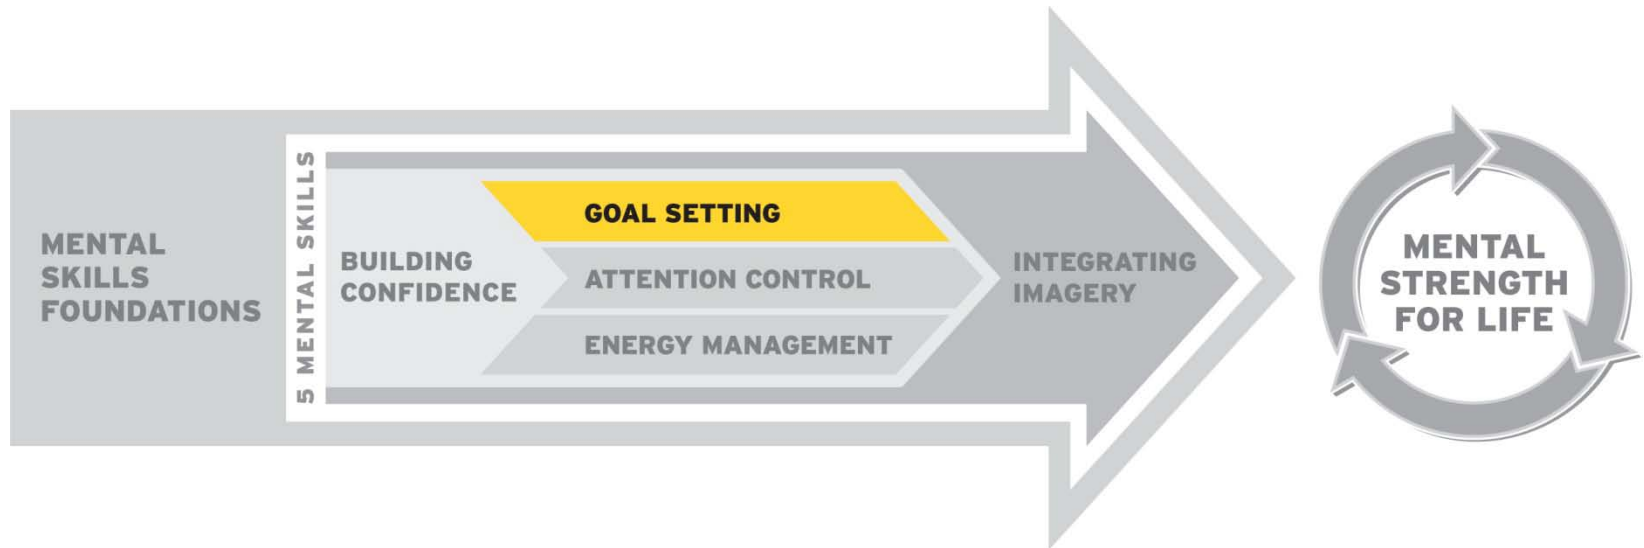 MENTAL
SKILLS
FOUNDATIONS
5 MENTAL SKILLS
BUILDING
CONFIDENCE
GOAL SETTING
ATTENTION CONTROL
ENERGY MANAGEMENT
INTEGRATING
IMAGERY
MENTAL
STRENGTH
FOR LIFE